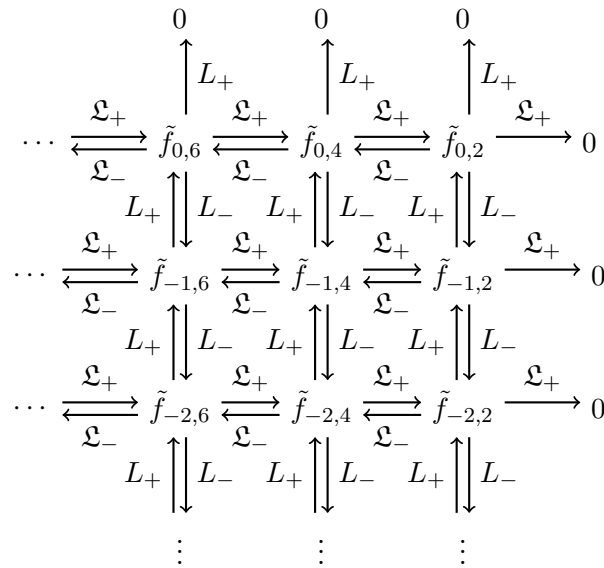 0 0 0
L₊ L₊ L₊
𝔏₊ 𝔏₊ 𝔏₊ 𝔏₊
⋯ f̃₀,₆ f̃₀,₄ f̃₀,₂ 0
𝔏₋ 𝔏₋ 𝔏₋
L₊ L₋ L₊ L₋ L₊ L₋
𝔏₊ 𝔏₊ 𝔏₊ 𝔏₊
⋯ f̃₋₁,₆ f̃₋₁,₄ f̃₋₁,₂ 0
𝔏₋ 𝔏₋ 𝔏₋
L₊ L₋ L₊ L₋ L₊ L₋
𝔏₊ 𝔏₊ 𝔏₊ 𝔏₊
⋯ f̃₋₂,₆ f̃₋₂,₄ f̃₋₂,₂ 0
𝔏₋ 𝔏₋ 𝔏₋
L₊ L₋ L₊ L₋ L₊ L₋
⋮ ⋮ ⋮